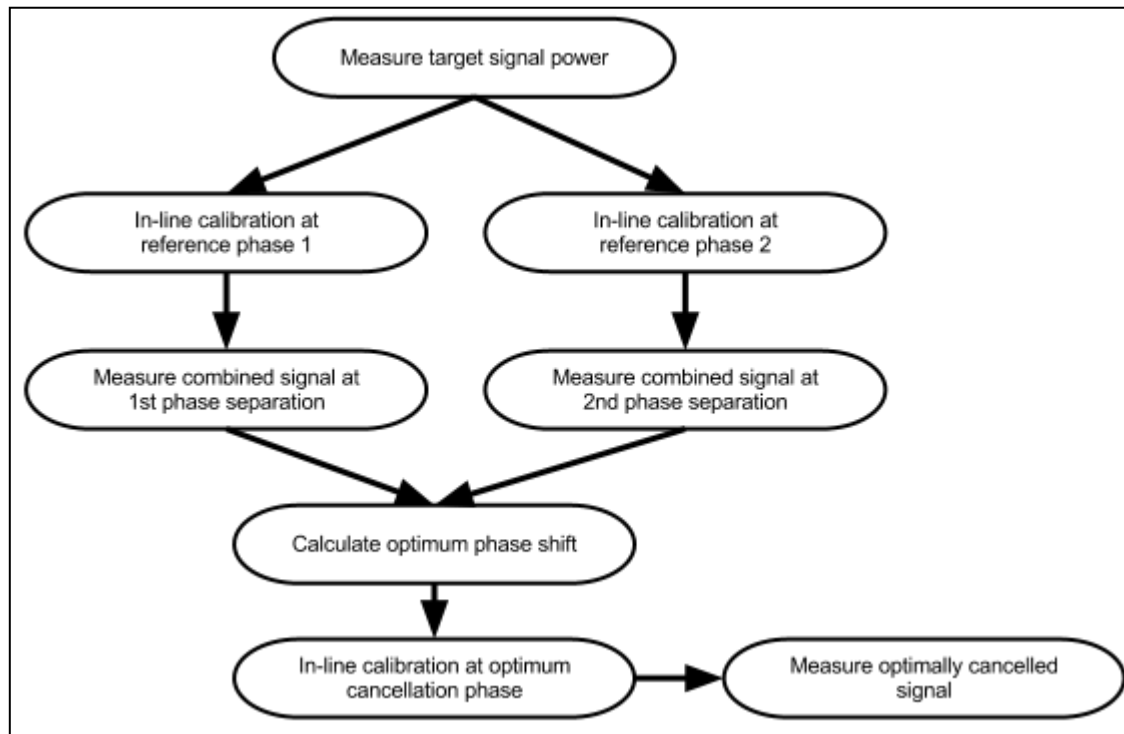 Measure target signal power
In-line calibration at
reference phase 1
In-line calibration at
reference phase 2
Measure combined signal at
1st phase separation
Measure combined signal at
2nd phase separation
Calculate optimum phase shift
In-line calibration at optimum
cancellation phase
Measure optimally cancelled
signal